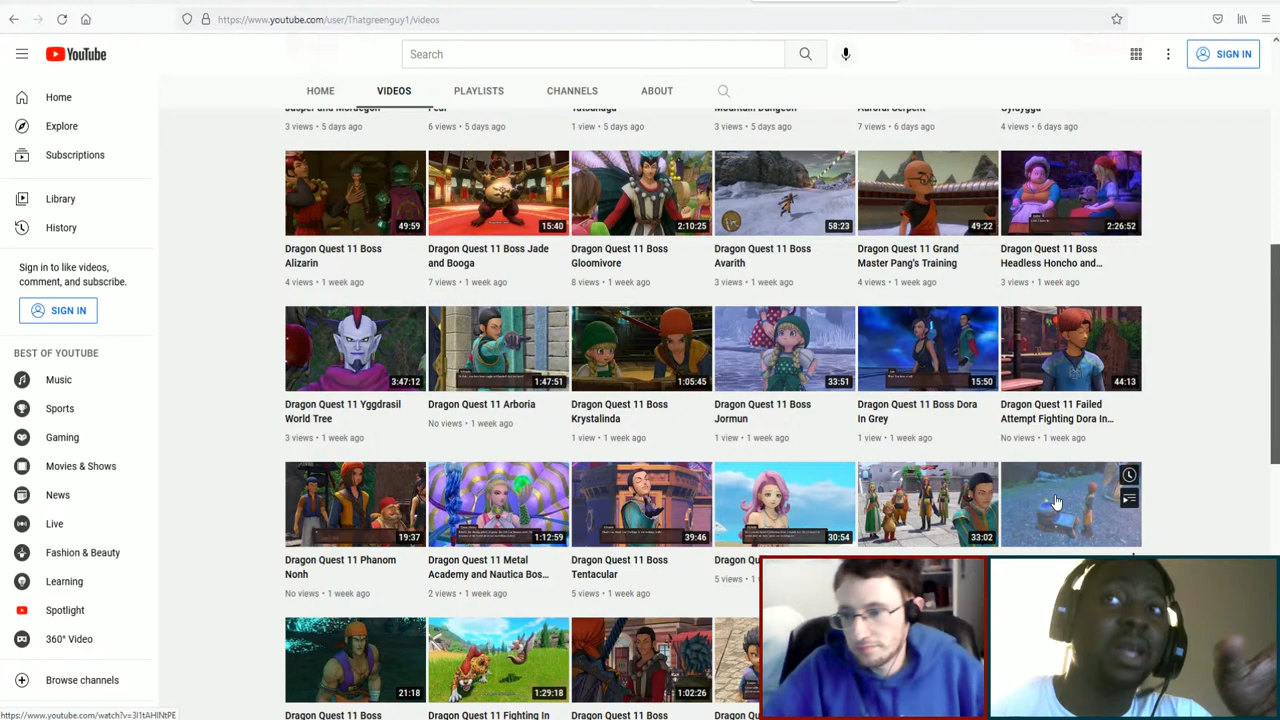 https://www.youtube.com/user/Thatgreenguy1/videos
YouTube
Search
SIGN IN
HOME
VIDEOS
PLAYLISTS
CHANNELS
ABOUT
Home
Explore
Subscriptions
Library
History
Sign in to like videos,
comment, and subscribe.
SIGN IN
BEST OF YOUTUBE
Music
Sports
Gaming
Movies & Shows
News
Live
Fashion & Beauty
Learning
Spotlight
360° Video
Browse channels
3 views • 5 days ago
6 views • 5 days ago
1 view • 5 days ago
3 views • 5 days ago
7 views • 6 days ago
4 views • 6 days ago
49:59
15:40
2:10:25
58:23
49:22
2:26:52
Dragon Quest 11 Boss
Alizarin
4 views • 1 week ago
Dragon Quest 11 Boss Jade
and Booga
7 views • 1 week ago
Dragon Quest 11 Boss
Gloomivore
8 views • 1 week ago
Dragon Quest 11 Boss
Avarith
3 views • 1 week ago
Dragon Quest 11 Grand
Master Pang's Training
4 views • 1 week ago
Dragon Quest 11 Boss
Headless Honcho and...
3 views • 1 week ago
3:47:12
1:47:51
1:05:45
33:51
15:50
44:13
Dragon Quest 11 Yggdrasil
World Tree
3 views • 1 week ago
Dragon Quest 11 Arboria
No views • 1 week ago
Dragon Quest 11 Boss
Krystalinda
1 view • 1 week ago
Dragon Quest 11 Boss
Jormun
1 view • 1 week ago
Dragon Quest 11 Boss Dora
In Grey
1 view • 1 week ago
Dragon Quest 11 Failed
Attempt Fighting Dora In...
No views • 1 week ago
19:37
1:12:59
39:46
30:54
33:02
Dragon Quest 11 Phanom
Nonh
No views • 1 week ago
Dragon Quest 11 Metal
Academy and Nautica Bos...
2 views • 1 week ago
Dragon Quest 11 Boss
Tentacular
5 views • 1 week ago
Dragon Qu
5 views • 1
21:18
1:29:18
1:02:26
Dragon Quest 11 Boss
Dragon Quest 11 Fighting In
Dragon Quest 11 Boss
Dragon Qu
https://www.youtube.com/watch?v=3l1tAHINtPE